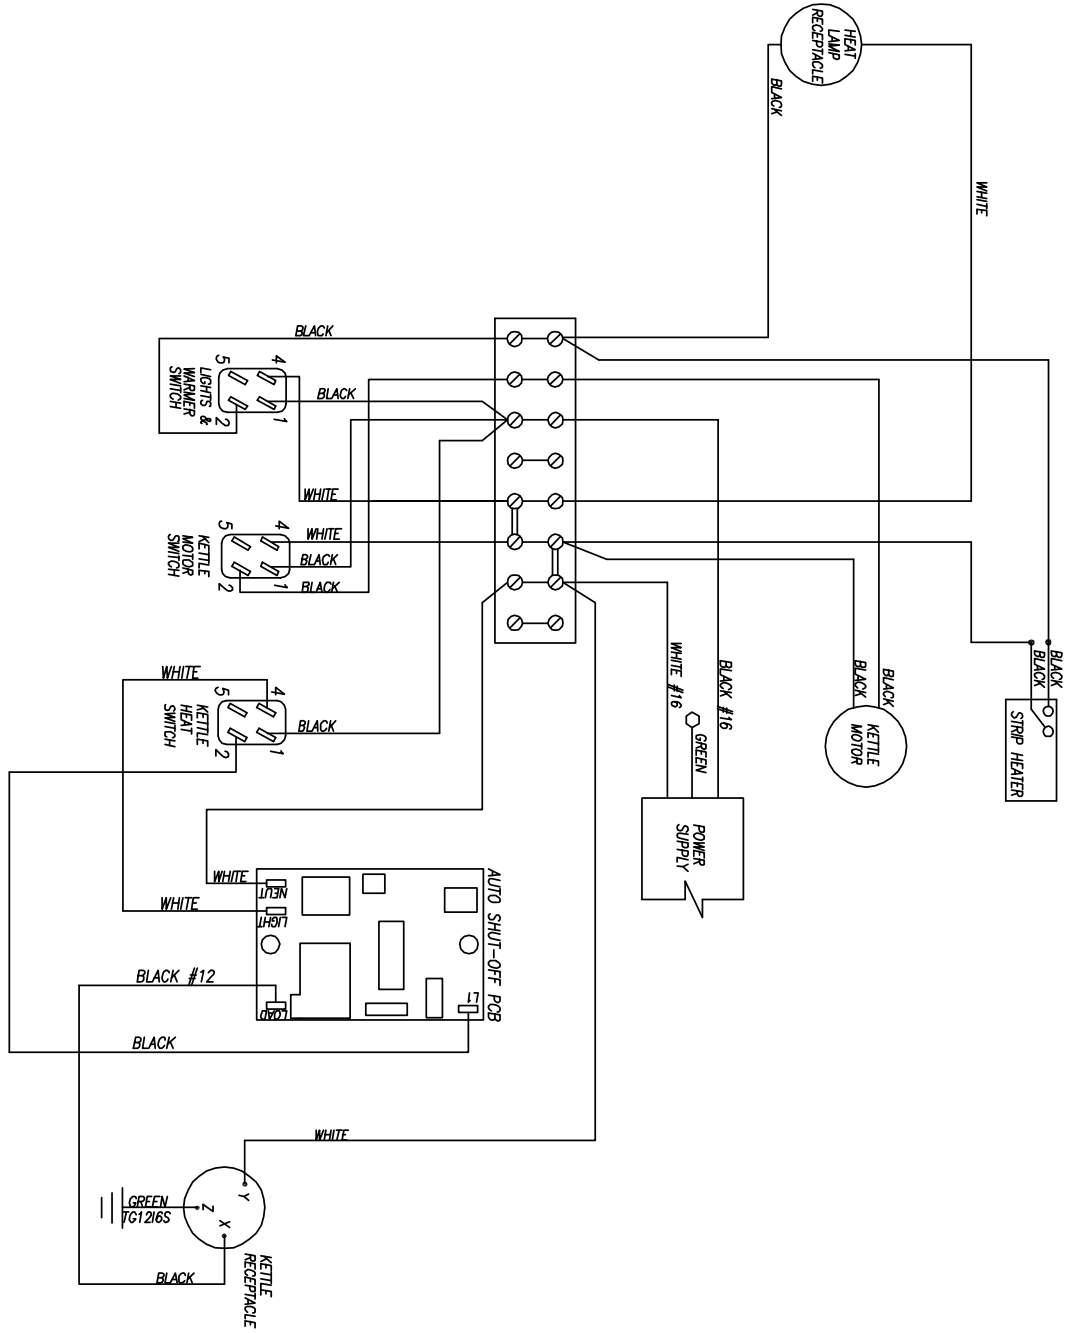 HEAT
LAMP
RECEPTACLE
BLACK
WHITE
BLACK
5
4
LIGHTS &
WARMER
SWITCH
2
1
BLACK
WHITE
5
4
KETTLE
MOTOR
SWITCH
2
1
WHITE
BLACK
BLACK
WHITE
5
4
KETTLE
HEAT
SWITCH
2
1
BLACK
WHITE #16
BLACK #16
GREEN
POWER
SUPPLY
BLACK
BLACK
KETTLE
MOTOR
BLACK
BLACK
STRIP HEATER
WHITE
NEUT
WHITE
LIGHT
AUTO SHUT-OFF PCB
L1
BLACK #12
LOAD
BLACK
WHITE
Y
Z
X
GREEN
TG1216S
BLACK
KETTLE
RECEPTACLE